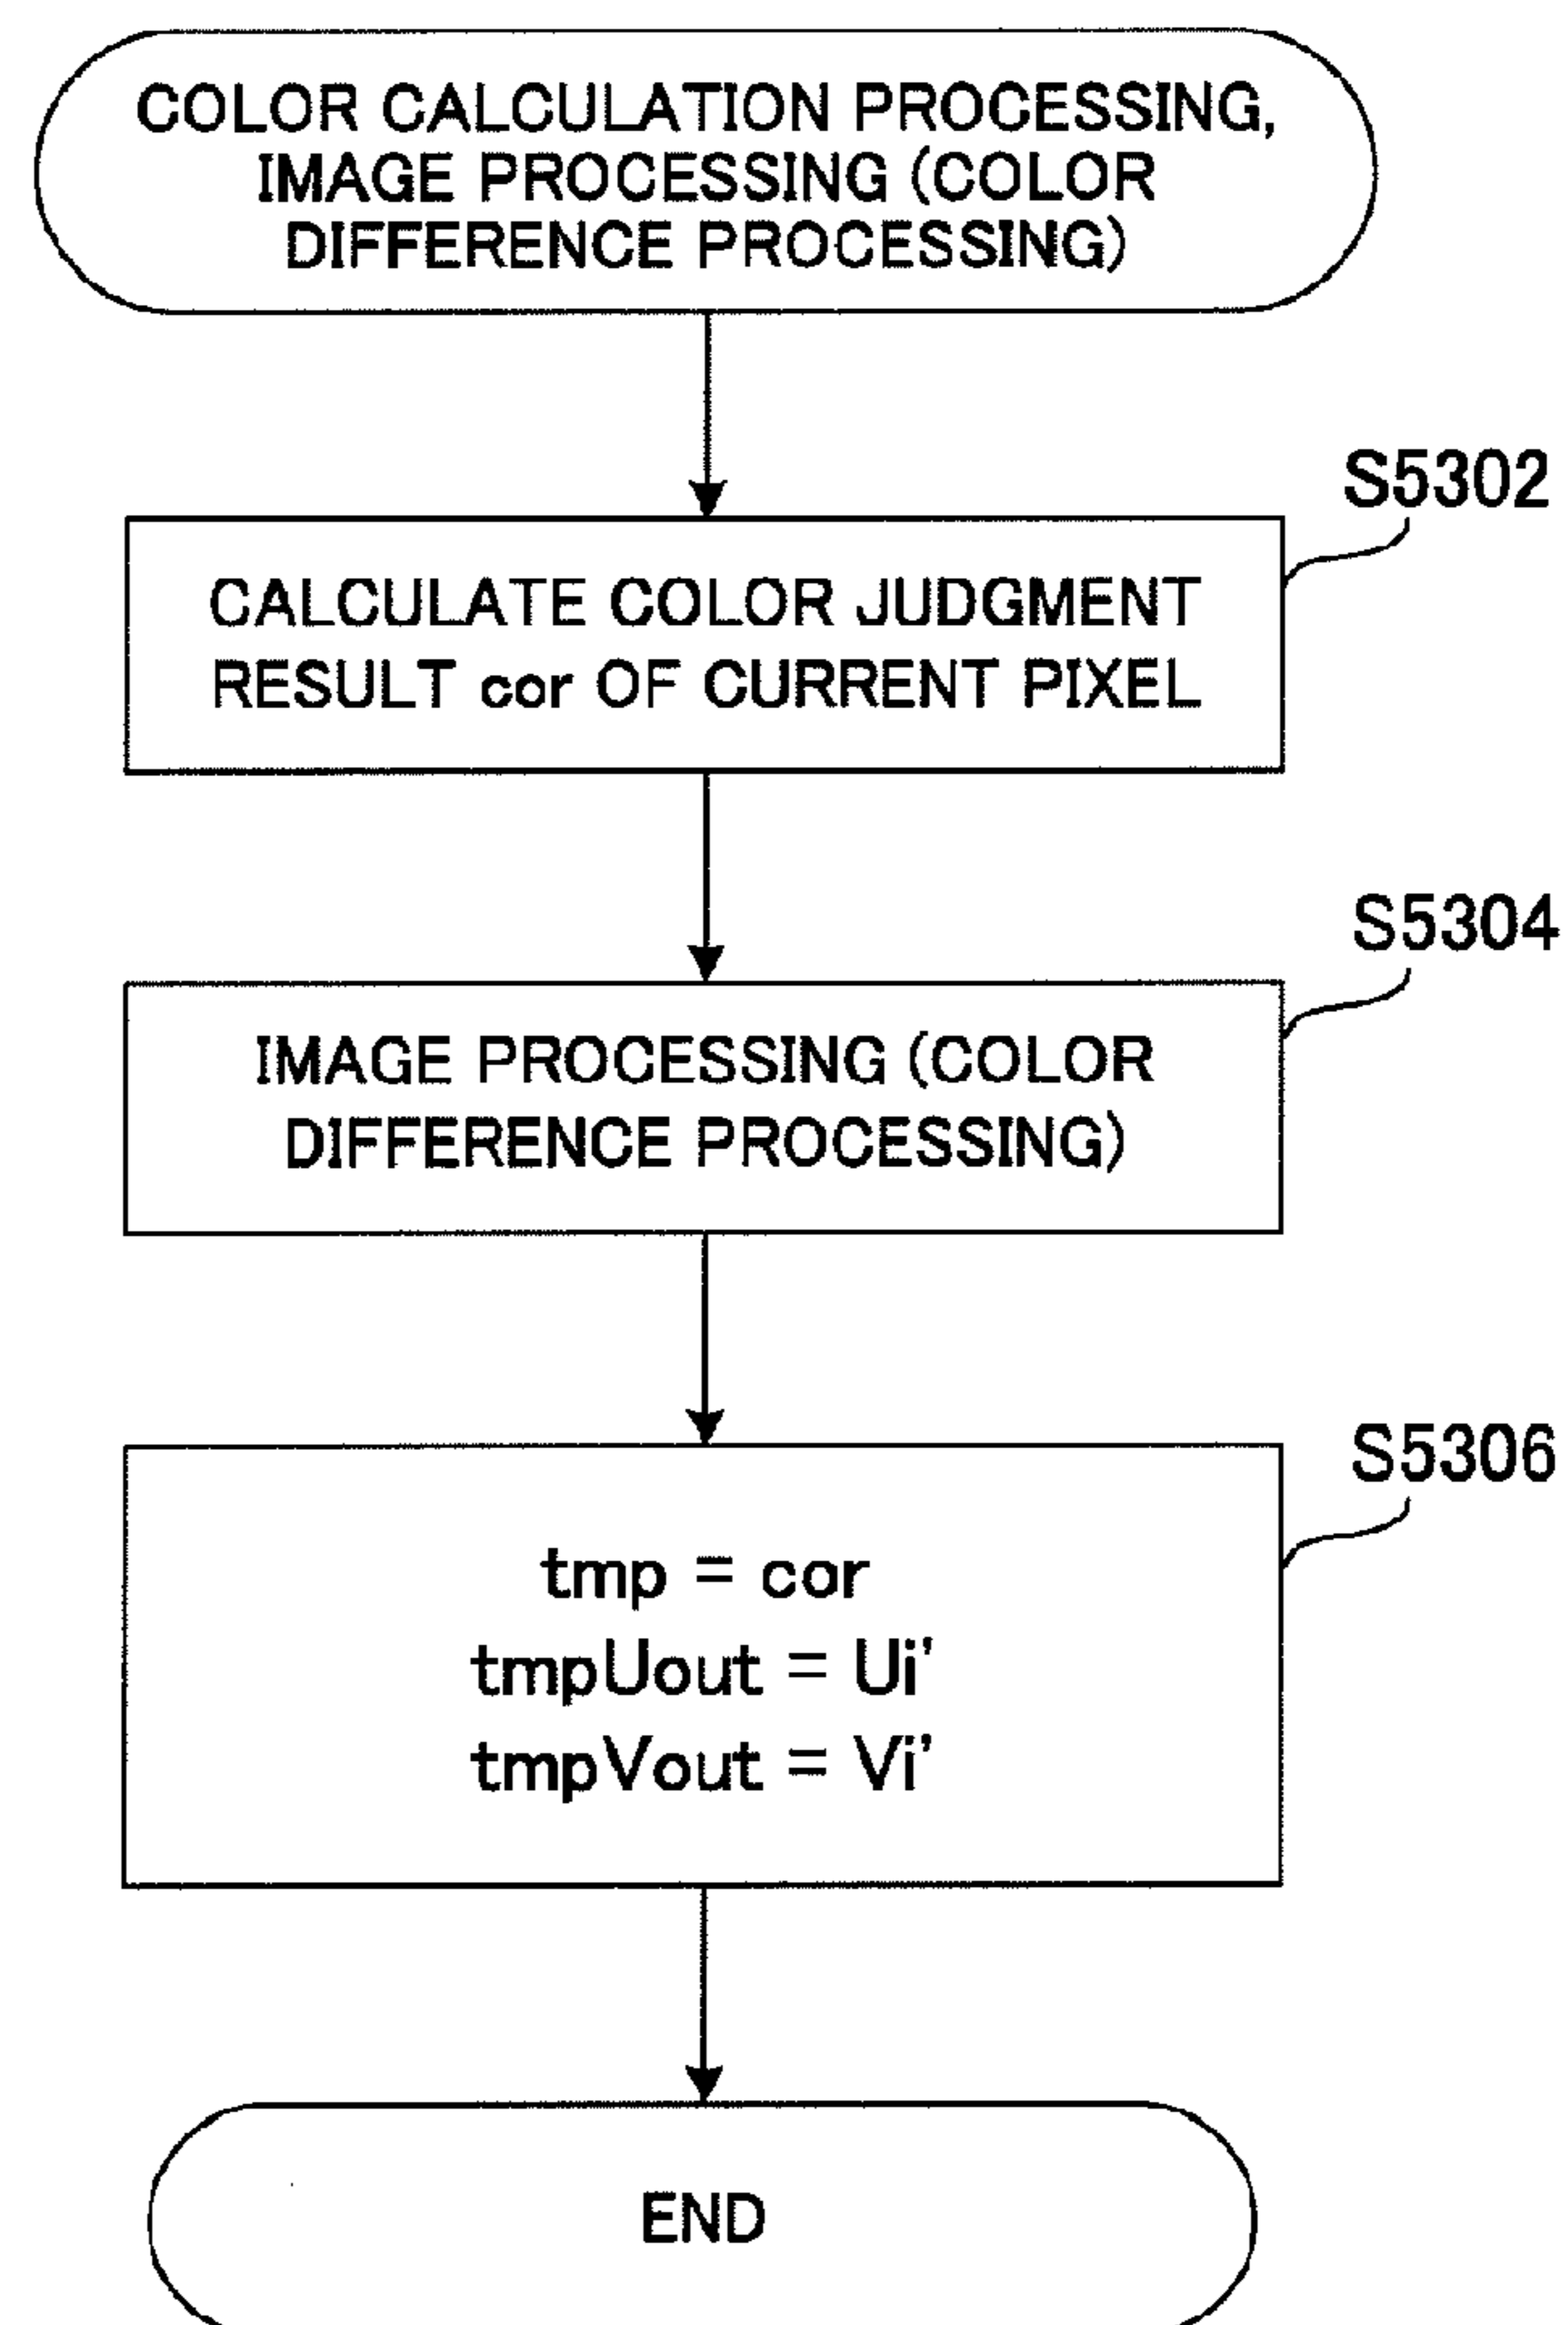 COLOR CALCULATION PROCESSING,
IMAGE PROCESSING (COLOR
DIFFERENCE PROCESSING)
S5302
CALCULATE COLOR JUDGMENT
RESULT cor OF CURRENT PIXEL
S5304
IMAGE PROCESSING (COLOR
DIFFERENCE PROCESSING)
S5306
tmp = cor
tmpUout = Ui'
tmpVout = Vi'
END